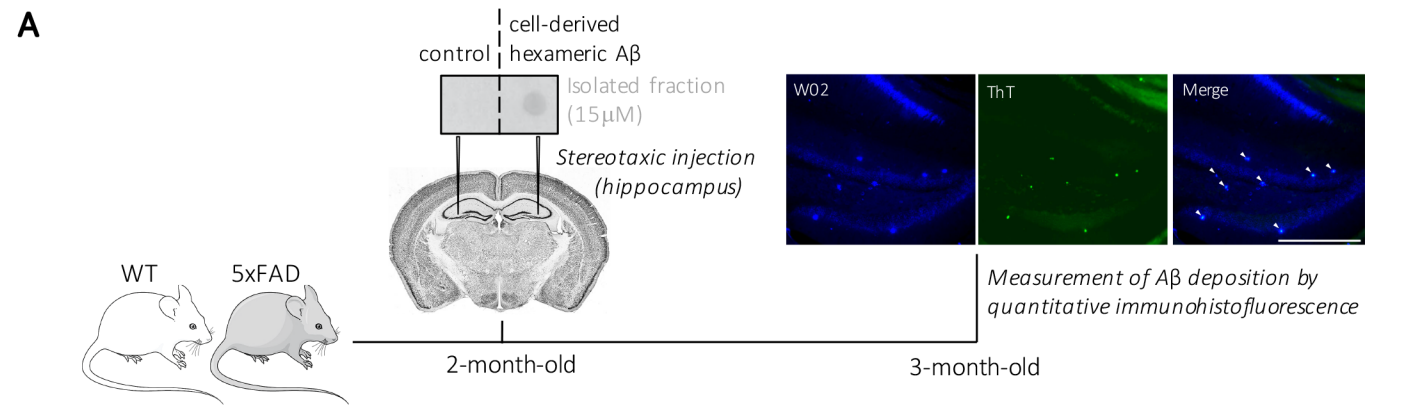 A
control
cell-derived
hexameric Aβ
Isolated fraction
(15μM)
Stereotaxic injection
(hippocampus)
W02
ThT
Merge
WT
5xFAD
Measurement of Aβ deposition by
quantitative immunohistofluorescence
2-month-old
3-month-old